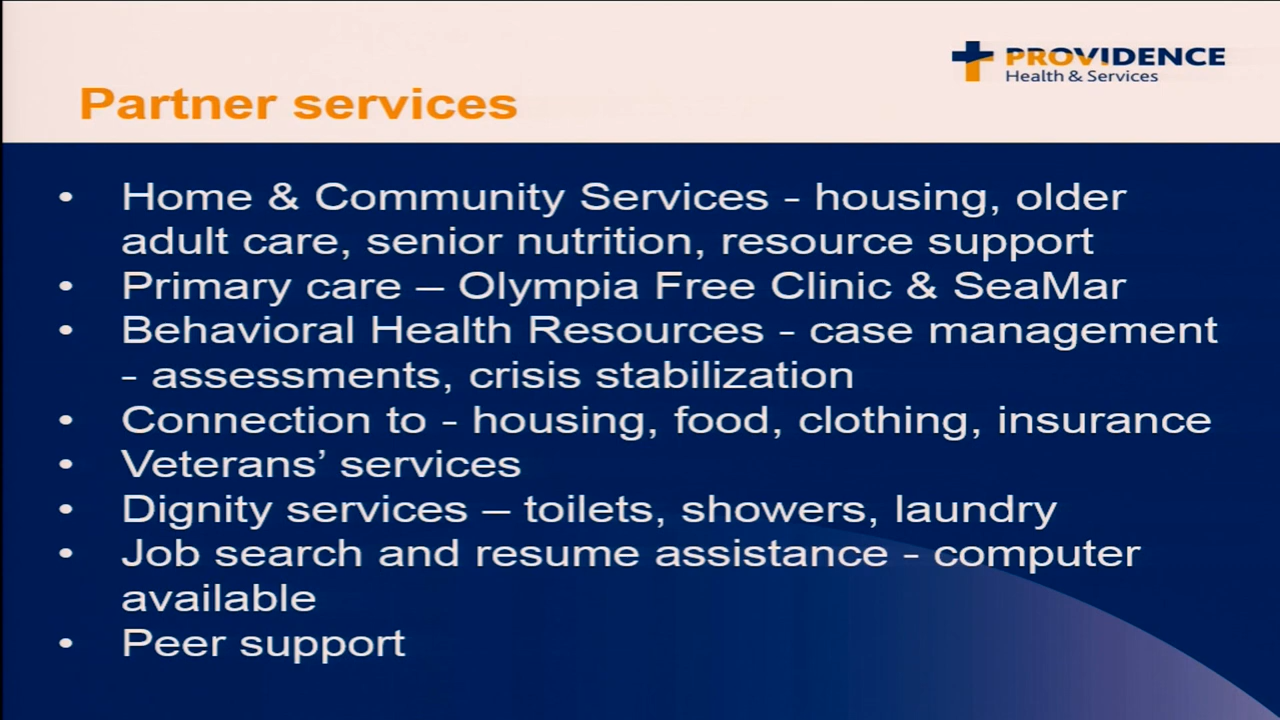 PROVIDENCE
Health & Services
Partner services
• Home & Community Services - housing, older
adult care, senior nutrition, resource support
• Primary care – Olympia Free Clinic & SeaMar
• Behavioral Health Resources - case management
- assessments, crisis stabilization
• Connection to - housing, food, clothing, insurance
• Veterans’ services
• Dignity services – toilets, showers, laundry
• Job search and resume assistance - computer
available
• Peer support